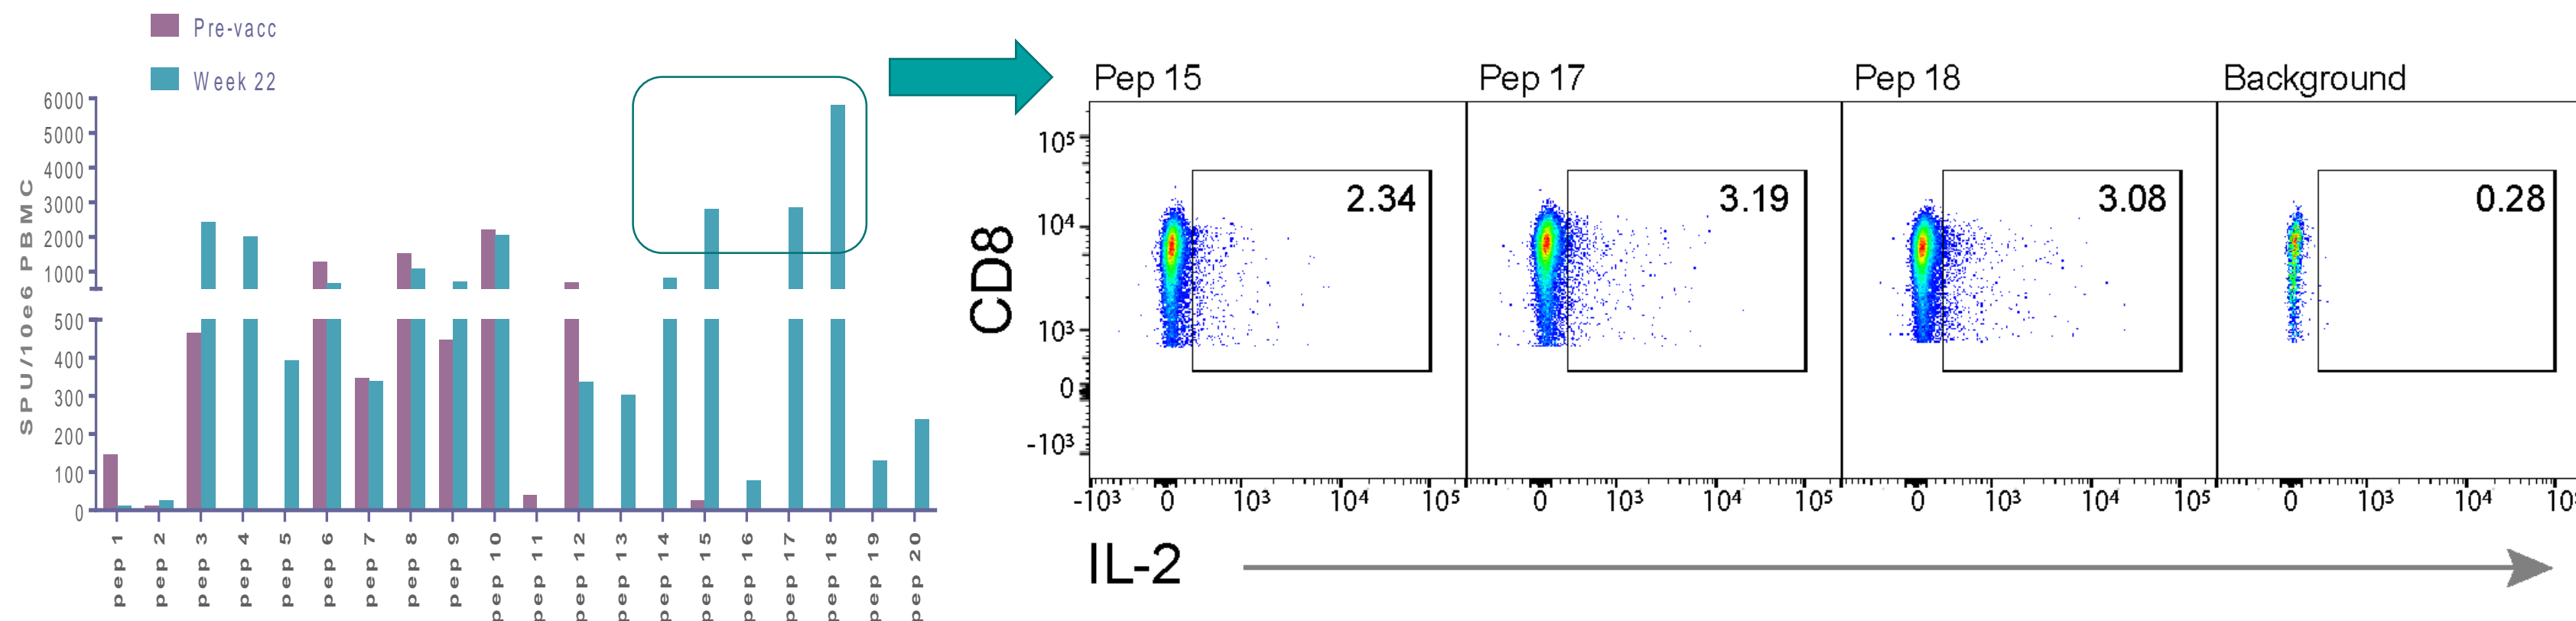 Pre-vacc
Week 22
SPU/10e6 PBMC
6000
5000
4000
3000
2000
1000
500
400
300
200
100
0
pep 1
pep 2
pep 3
pep 4
pep 5
pep 6
pep 7
pep 8
pep 9
pep 10
pep 11
pep 12
pep 13
pep 14
pep 15
pep 16
pep 17
pep 18
pep 19
pep 20
Pep 15 Pep 17 Pep 18 Background
2.34 3.19 3.08 0.28
CD8
10⁵
10⁴
10³
0
-10³
-10³ 0 10³ 10⁴ 10⁵ 0 10³ 10⁴ 10⁵ 0 10³ 10⁴ 10⁵ 0 10³ 10⁴
IL-2